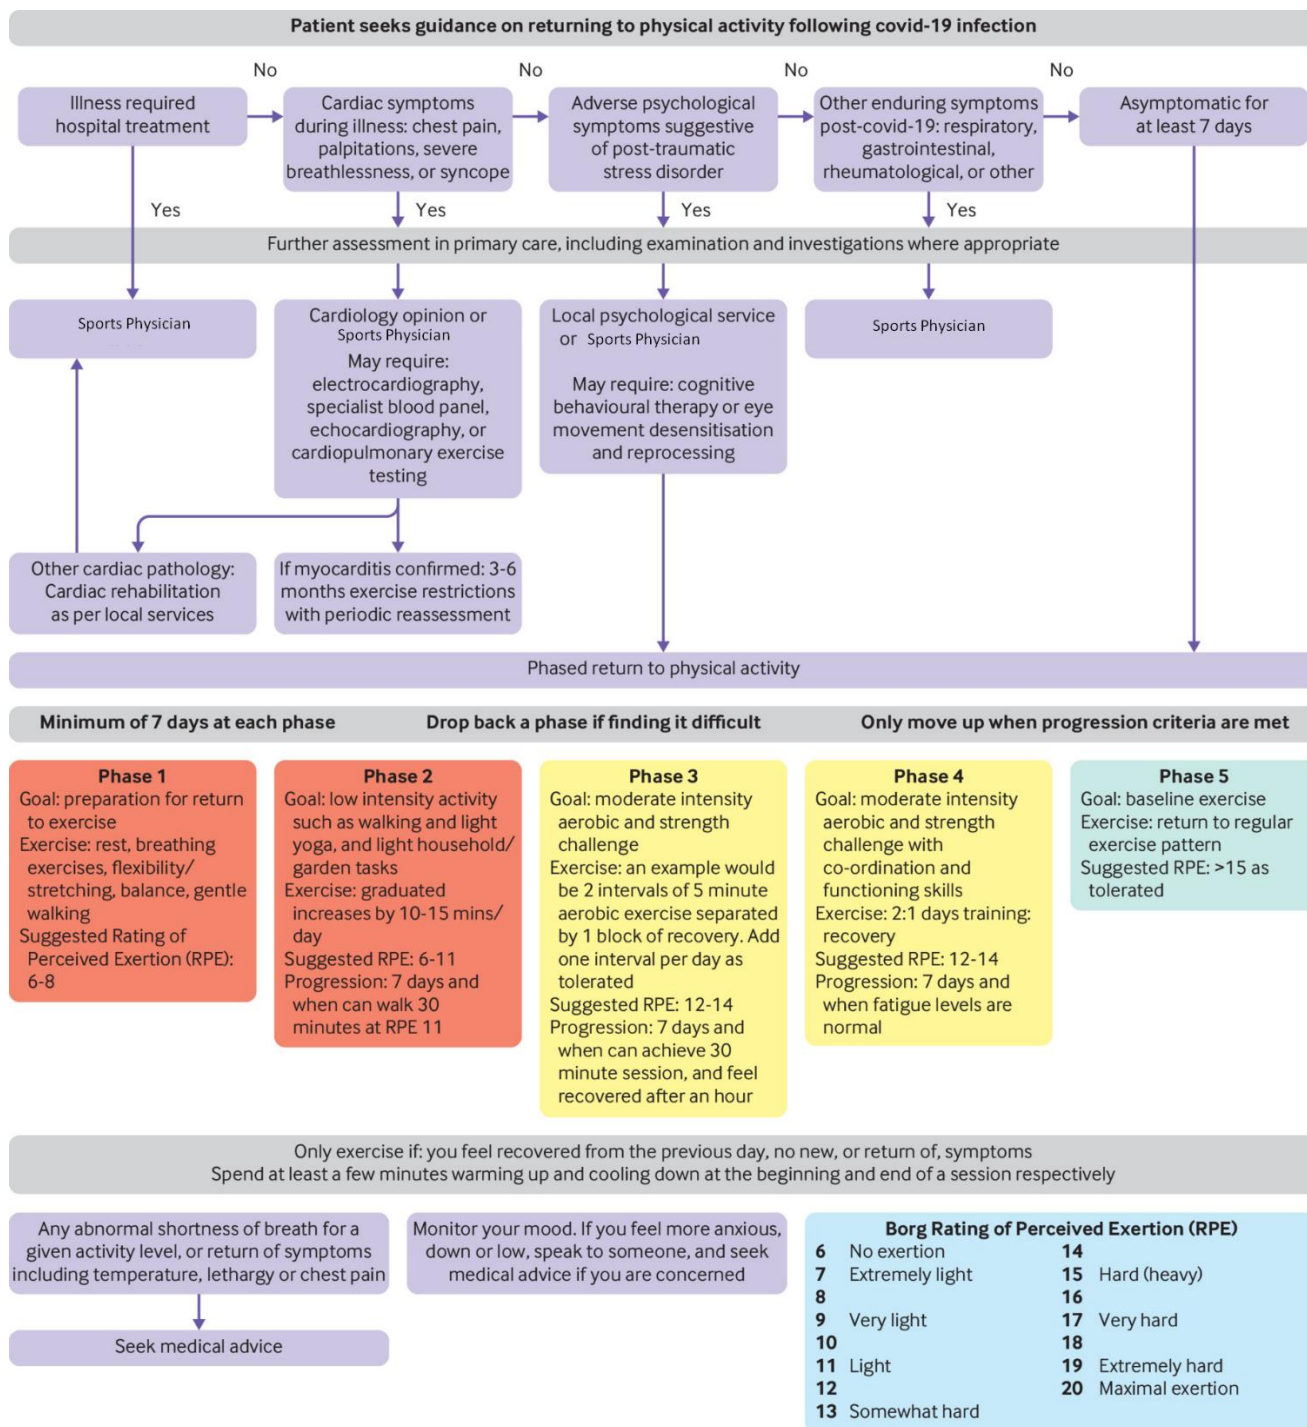 Patient seeks guidance on returning to physical activity following covid-19 infection
No
No
No
No
Illness required
hospital treatment
Cardiac symptoms
during illness: chest pain,
palpitations, severe
breathlessness, or syncope
Adverse psychological
symptoms suggestive
of post-traumatic
stress disorder
Other enduring symptoms
post-covid-19: respiratory,
gastrointestinal,
rheumatological, or other
Asymptomatic for
at least 7 days
Yes
Yes
Yes
Yes
Further assessment in primary care, including examination and investigations where appropriate
Sports Physician
Cardiology opinion or
Sports Physician
May require:
electrocardiography,
specialist blood panel,
echocardiography, or
cardiopulmonary exercise
testing
Local psychological service
or Sports Physician
May require: cognitive
behavioural therapy or eye
movement desensitisation
and reprocessing
Sports Physician
Other cardiac pathology:
Cardiac rehabilitation
as per local services
If myocarditis confirmed: 3-6
months exercise restrictions
with periodic reassessment
Phased return to physical activity
Minimum of 7 days at each phase
Drop back a phase if finding it difficult
Only move up when progression criteria are met
Phase 1
Goal: preparation for return
to exercise
Exercise: rest, breathing
exercises, flexibility/
stretching, balance, gentle
walking
Suggested Rating of
Perceived Exertion (RPE):
6-8
Phase 2
Goal: low intensity activity
such as walking and light
yoga, and light household/
garden tasks
Exercise: graduated
increases by 10-15 mins/
day
Suggested RPE: 6-11
Progression: 7 days and
when can walk 30
minutes at RPE 11
Phase 3
Goal: moderate intensity
aerobic and strength
challenge
Exercise: an example would
be 2 intervals of 5 minute
aerobic exercise separated
by 1 block of recovery. Add
one interval per day as
tolerated
Suggested RPE: 12-14
Progression: 7 days and
when can achieve 30
minute session, and feel
recovered after an hour
Phase 4
Goal: moderate intensity
aerobic and strength
challenge with
co-ordination and
functioning skills
Exercise: 2:1 days training:
recovery
Suggested RPE: 12-14
Progression: 7 days and
when fatigue levels are
normal
Phase 5
Goal: baseline exercise
Exercise: return to regular
exercise pattern
Suggested RPE: >15 as
tolerated
Only exercise if: you feel recovered from the previous day, no new, or return of, symptoms
Spend at least a few minutes warming up and cooling down at the beginning and end of a session respectively
Any abnormal shortness of breath for a
given activity level, or return of symptoms
including temperature, lethargy or chest pain
Seek medical advice
Monitor your mood. If you feel more anxious,
down or low, speak to someone, and seek
medical advice if you are concerned
Borg Rating of Perceived Exertion (RPE)
6 No exertion
7 Extremely light
8
9 Very light
10
11 Light
12
13 Somewhat hard
14
15 Hard (heavy)
16
17 Very hard
18
19 Extremely hard
20 Maximal exertion